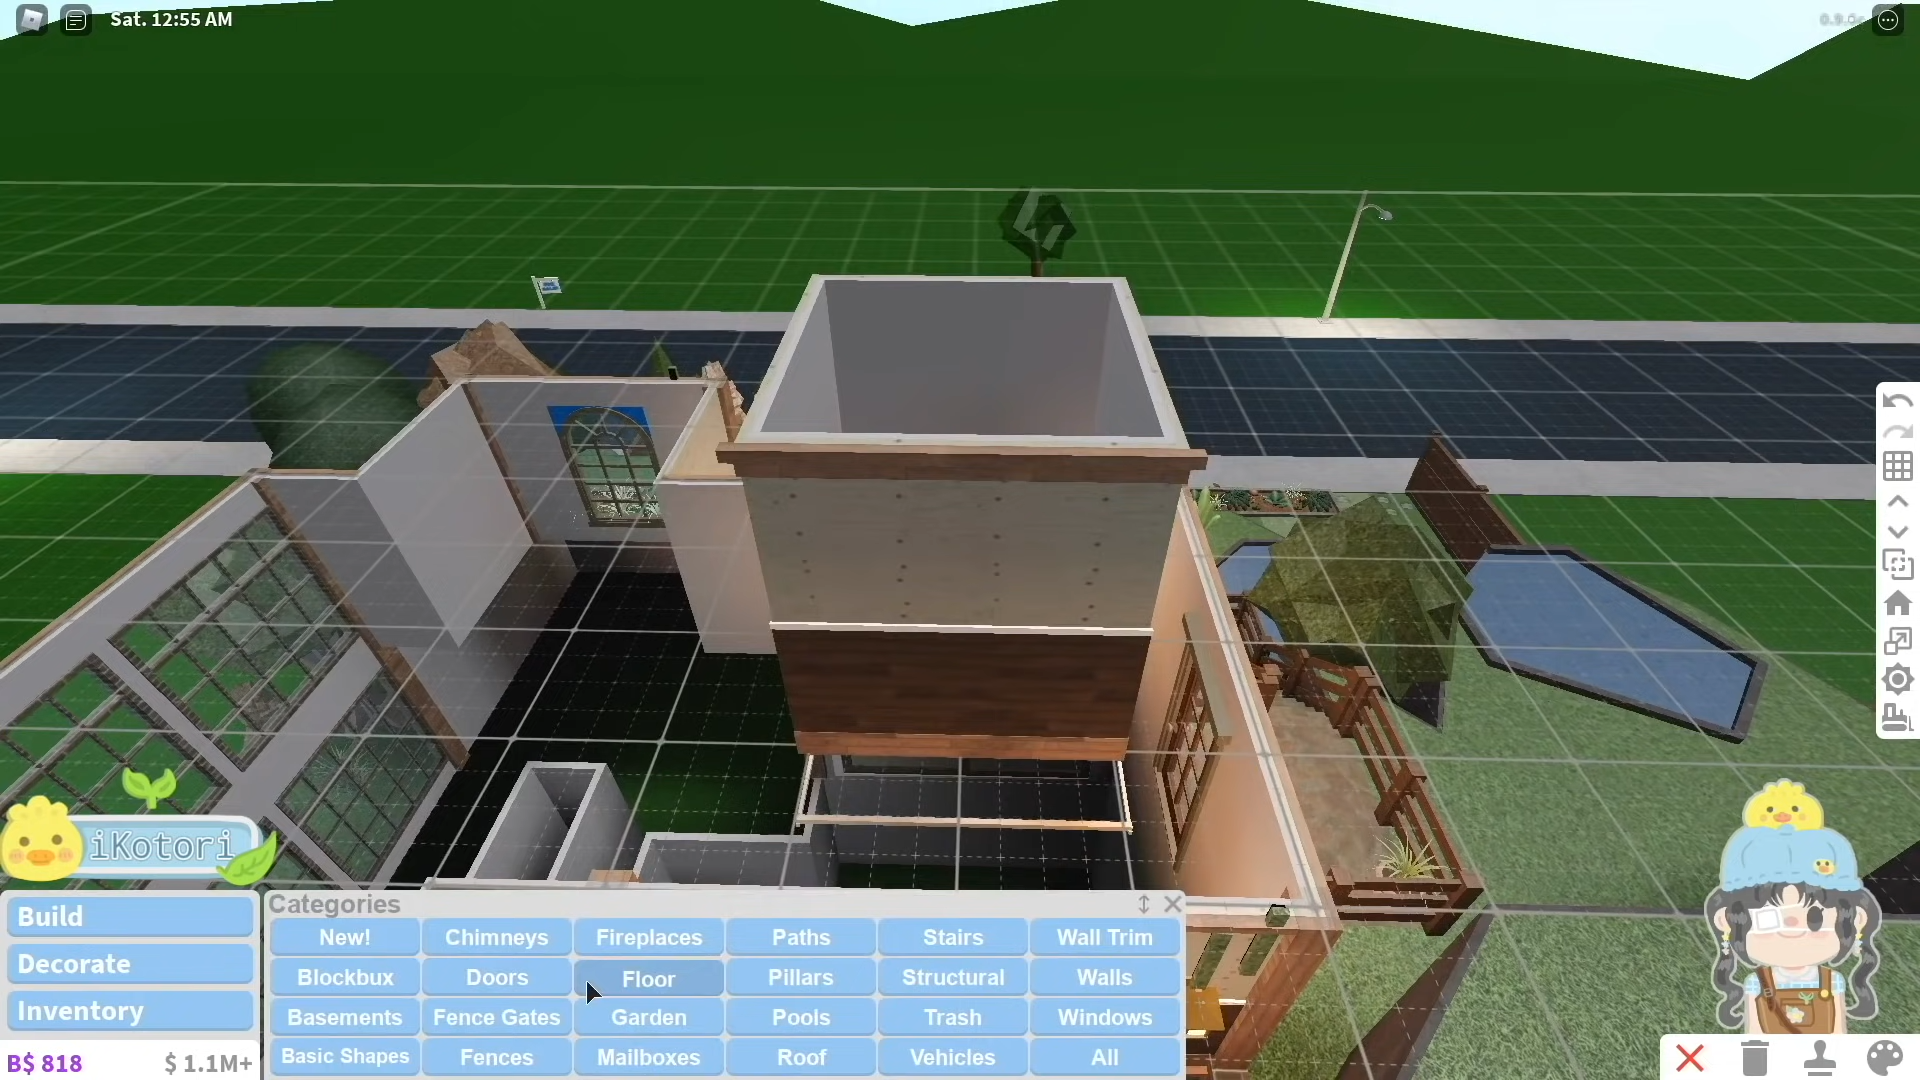 Sat. 12:55 AM
iKotori
Build
Decorate
Inventory
B$ 818
$ 1.1M+
Categories
New!
Chimneys
Fireplaces
Paths
Stairs
Wall Trim
Blockbux
Doors
Floor
Pillars
Structural
Walls
Basements
Fence Gates
Garden
Pools
Trash
Windows
Basic Shapes
Fences
Mailboxes
Roof
Vehicles
All